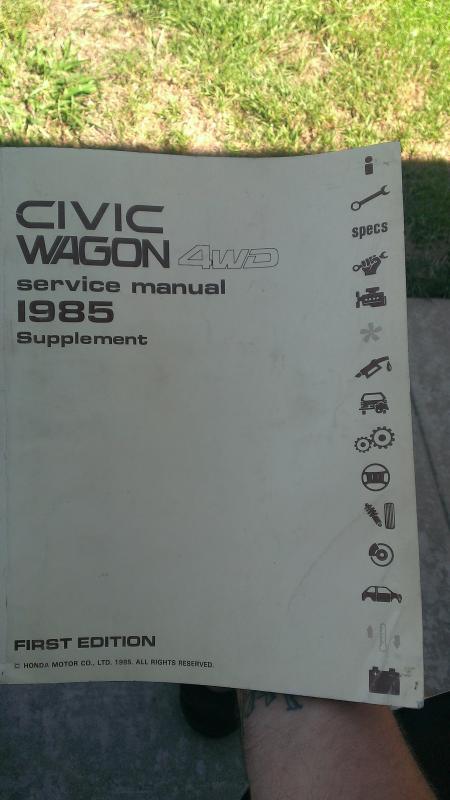 CIVIC
WAGON 4WD
service manual
1985
Supplement
specs
FIRST EDITION
© HONDA MOTOR CO., LTD. 1985. ALL RIGHTS RESERVED.